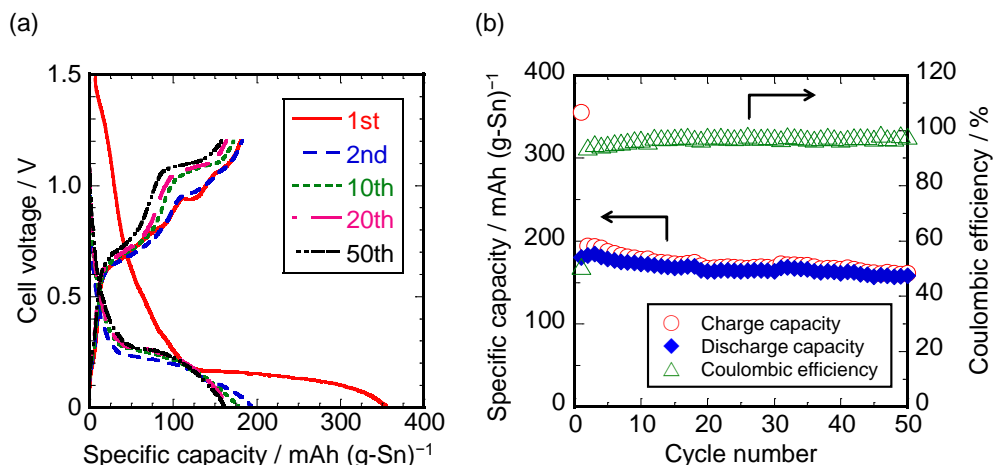 (a)
1.5
1.0
0.5
0
Cell voltage / V
1st
2nd
10th
20th
50th
0 100 200 300 400
Specific capacity / mAh (g-Sn)⁻¹
(b)
400
300
200
100
0
Specific capacity / mAh (g-Sn)⁻¹
120
100
80
60
40
20
0
Coulombic efficiency / %
Charge capacity
Discharge capacity
Coulombic efficiency
0 10 20 30 40 50
Cycle number